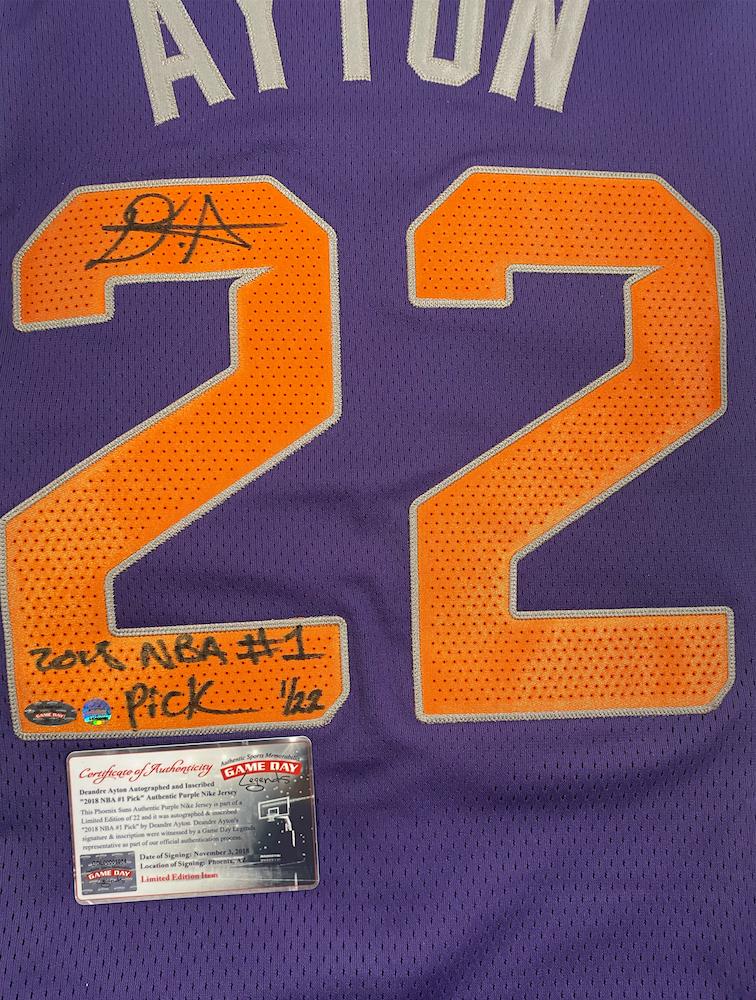 AYTON
22
D.A
2018 NBA #1
Pick 1/22
GAME DAY
Certificate of Authenticity
Authentic Sports Memorabilia
GAME DAY
Legends
Deandre Ayton Autographed and Inscribed
"2018 NBA #1 Pick" Authentic Purple Nike Jersey
This Phoenix Suns Authentic Purple Nike Jersey is part of a
Limited Edition of 22 and it was autographed & inscribed
"2018 NBA #1 Pick" by Deandre Ayton. Deandre Ayton's
signature & inscription were witnessed by a Game Day Legends
representative as part of our official authentication process.
Date of Signing: November 3, 2018
Location of Signing: Phoenix, AZ
GAME DAY
Limited Edition Item